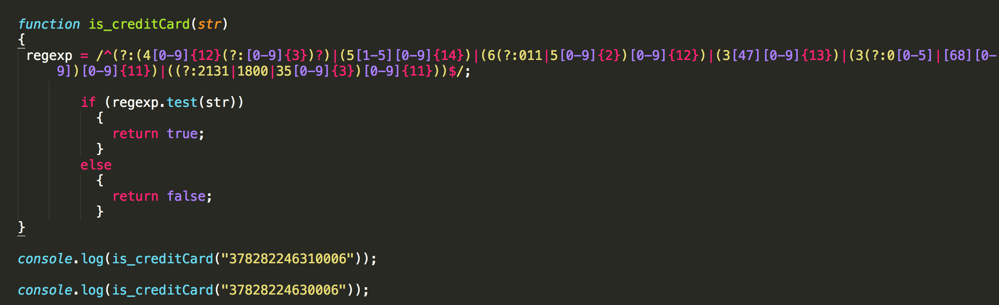 function is_creditCard(str)
{
regexp = /^(?:(4[0-9]{12}(?:[0-9]{3})?)|(5[1-5][0-9]{14})|(6(?:011|5[0-9]{2})[0-9]{12})|(3[47][0-9]{13})|(3(?:0[0-5]|[68][0-
9])[0-9]{11})|((?:2131|1800|35[0-9]{3})[0-9]{11}))$/;
if (regexp.test(str))
{
return true;
}
else
{
return false;
}
}
console.log(is_creditCard("378282246310006"));
console.log(is_creditCard("37828224630006"));